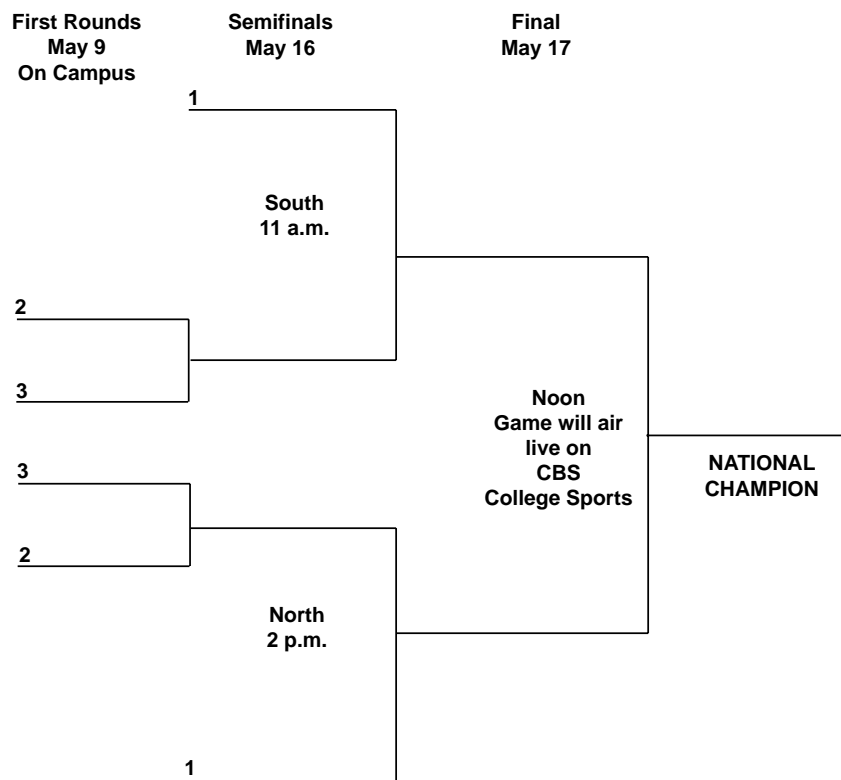 First Rounds
May 9
On Campus
Semifinals
May 16
Final
May 17
1
South
11 a.m.
2
3
Noon
Game will air
live on
CBS
College Sports
NATIONAL
CHAMPION
3
2
North
2 p.m.
1